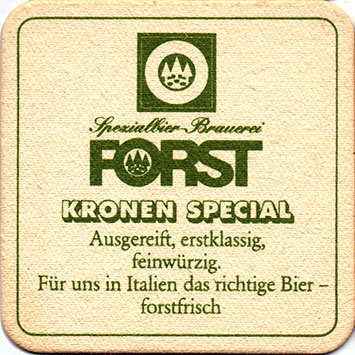 Spezialbier-Brauerei
FORST
KRONEN SPECIAL
Ausgereift, erstklassig,
feinwürzig.
Für uns in Italien das richtige Bier –
forstfrisch